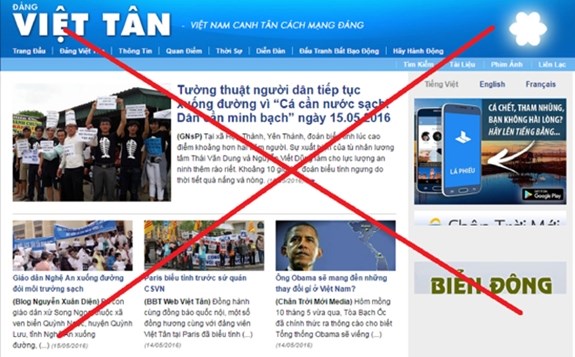 ĐẢNG
VIỆT TÂN - VIỆT NAM CANH TÂN CÁCH MẠNG ĐẢNG
Trang Đầu Đảng Việt Tân Thông Tin Quan Điểm Thời Sự Diễn Đàn Đấu Tranh Bất Bạo Động Hãy Hành Động
Tìm Kiếm Tài Liệu Phim Ảnh Liên Lạc
Tiếng Việt English Français
Tường thuật người dân tiếp tục
xuống đường vì “Cá cần nước sạch,
Dân cần minh bạch” ngày 15.05.2016
(GNsP) Tại xã Hợp Thành, Yên Thành, đoàn biểu tình lúc cao
điểm khoảng hơn hai trăm người. Sự xuất hiện của tù nhân lương
tâm Thái Văn Dung và Nguyễn Viết Dũng làm cho lực lượng an
ninh thêm ráo riết. Khoảng 10 giờ đoàn biểu tình ngưng do
thời tiết quá nắng và nóng. (15/05/2016)
CÁ CHẾT, THAM NHŨNG,
BẠN KHÔNG HÀI LÒNG?
HÃY LÊN TIẾNG BẰNG...
LÁ PHIẾU
Google Play
Chân Trời Mới
BIỂN ĐÔNG
Giáo dân Nghệ An xuống đường
đòi môi trường sạch
(Blog Nguyễn Xuân Diện) Bà con
giáo dân xứ Song Ngọc thuộc xã
ven biển Quỳnh Ngọc, huyện Quỳnh
Lưu, tỉnh Nghệ An xuống
đường, (...) (15/05/2016)
Paris biểu tình trước sứ quán
CSVN
(BBT Web Việt Tân) Đồng hành
cùng đồng bào quốc nội, một số
đồng hương cùng với đảng viên
Việt Tân tại Paris đã biểu tình (...)
(14/05/2016)
Ông Obama sẽ mang đến những
thay đổi gì ở Việt Nam?
(Chân Trời Mới Media) Hôm mồng
10 tháng 5 vừa qua, Tòa Bạch Ốc
đã chính thức ra thông cáo cho biết
Tổng thống Obama sẽ viếng (...)
(14/05/2016)